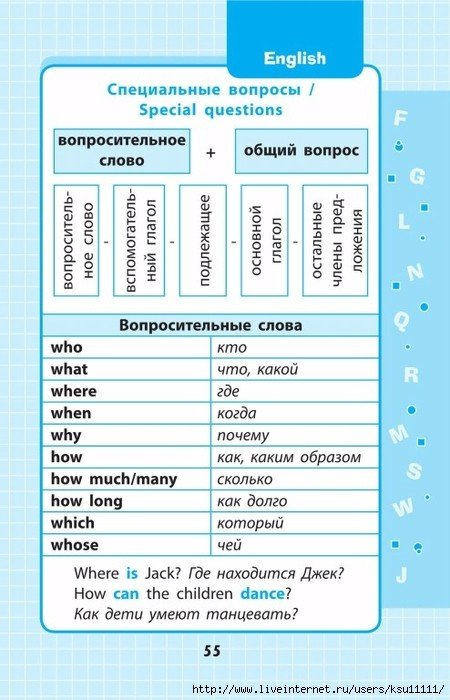 English
Специальные вопросы /
Special questions
вопросительное
слово
+
общий вопрос
вопроситель-
ное слово
-
вспомогатель-
ный глагол
-
подлежащее
-
основной
глагол
-
остальные
члены пред-
ложения
Вопросительные слова
who кто
what что, какой
where где
when когда
why почему
how как, каким образом
how much/many сколько
how long как долго
which который
whose чей
Where is Jack? Где находится Джек?
How can the children dance?
Как дети умеют танцевать?
55
F
G
L
N
Q
R
M
S
W
J
http://www.liveinternet.ru/users/ksu11111/